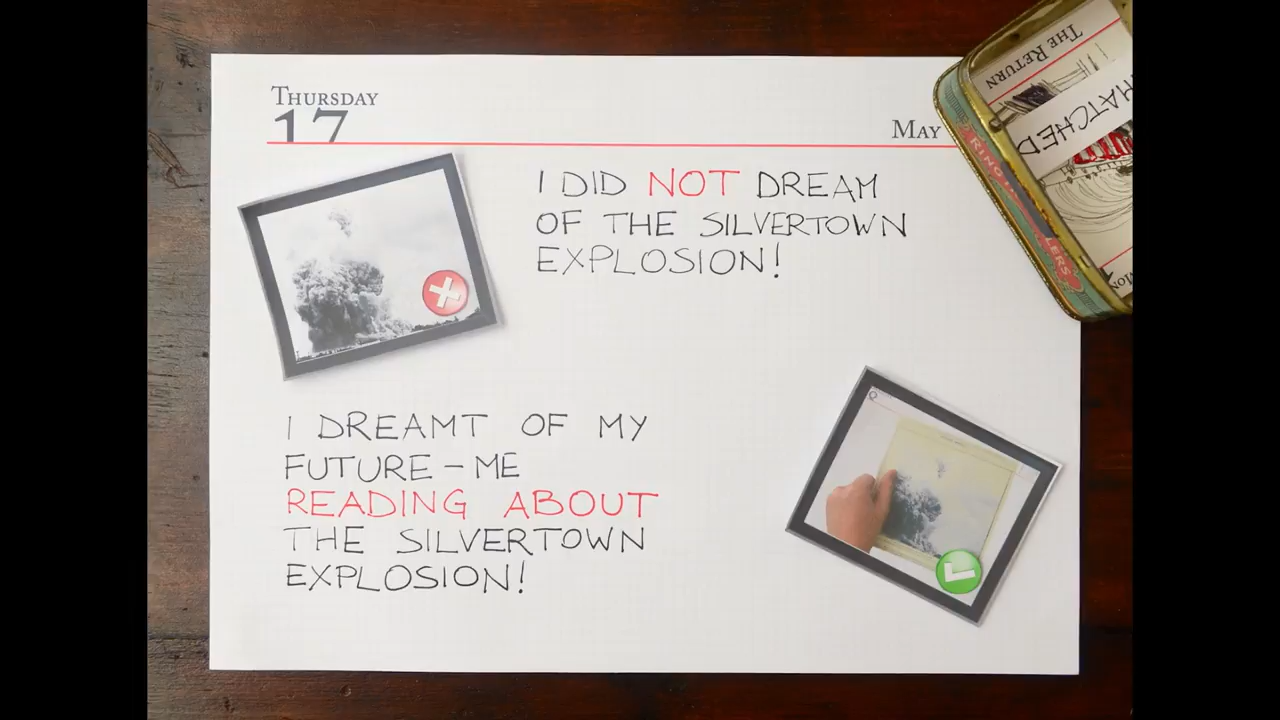 THURSDAY
17
MAY
I DID NOT DREAM
OF THE SILVERTOWN
EXPLOSION!
I DREAMT OF MY
FUTURE-ME
READING ABOUT
THE SILVERTOWN
EXPLOSION!
THE RETURN
HATCHED